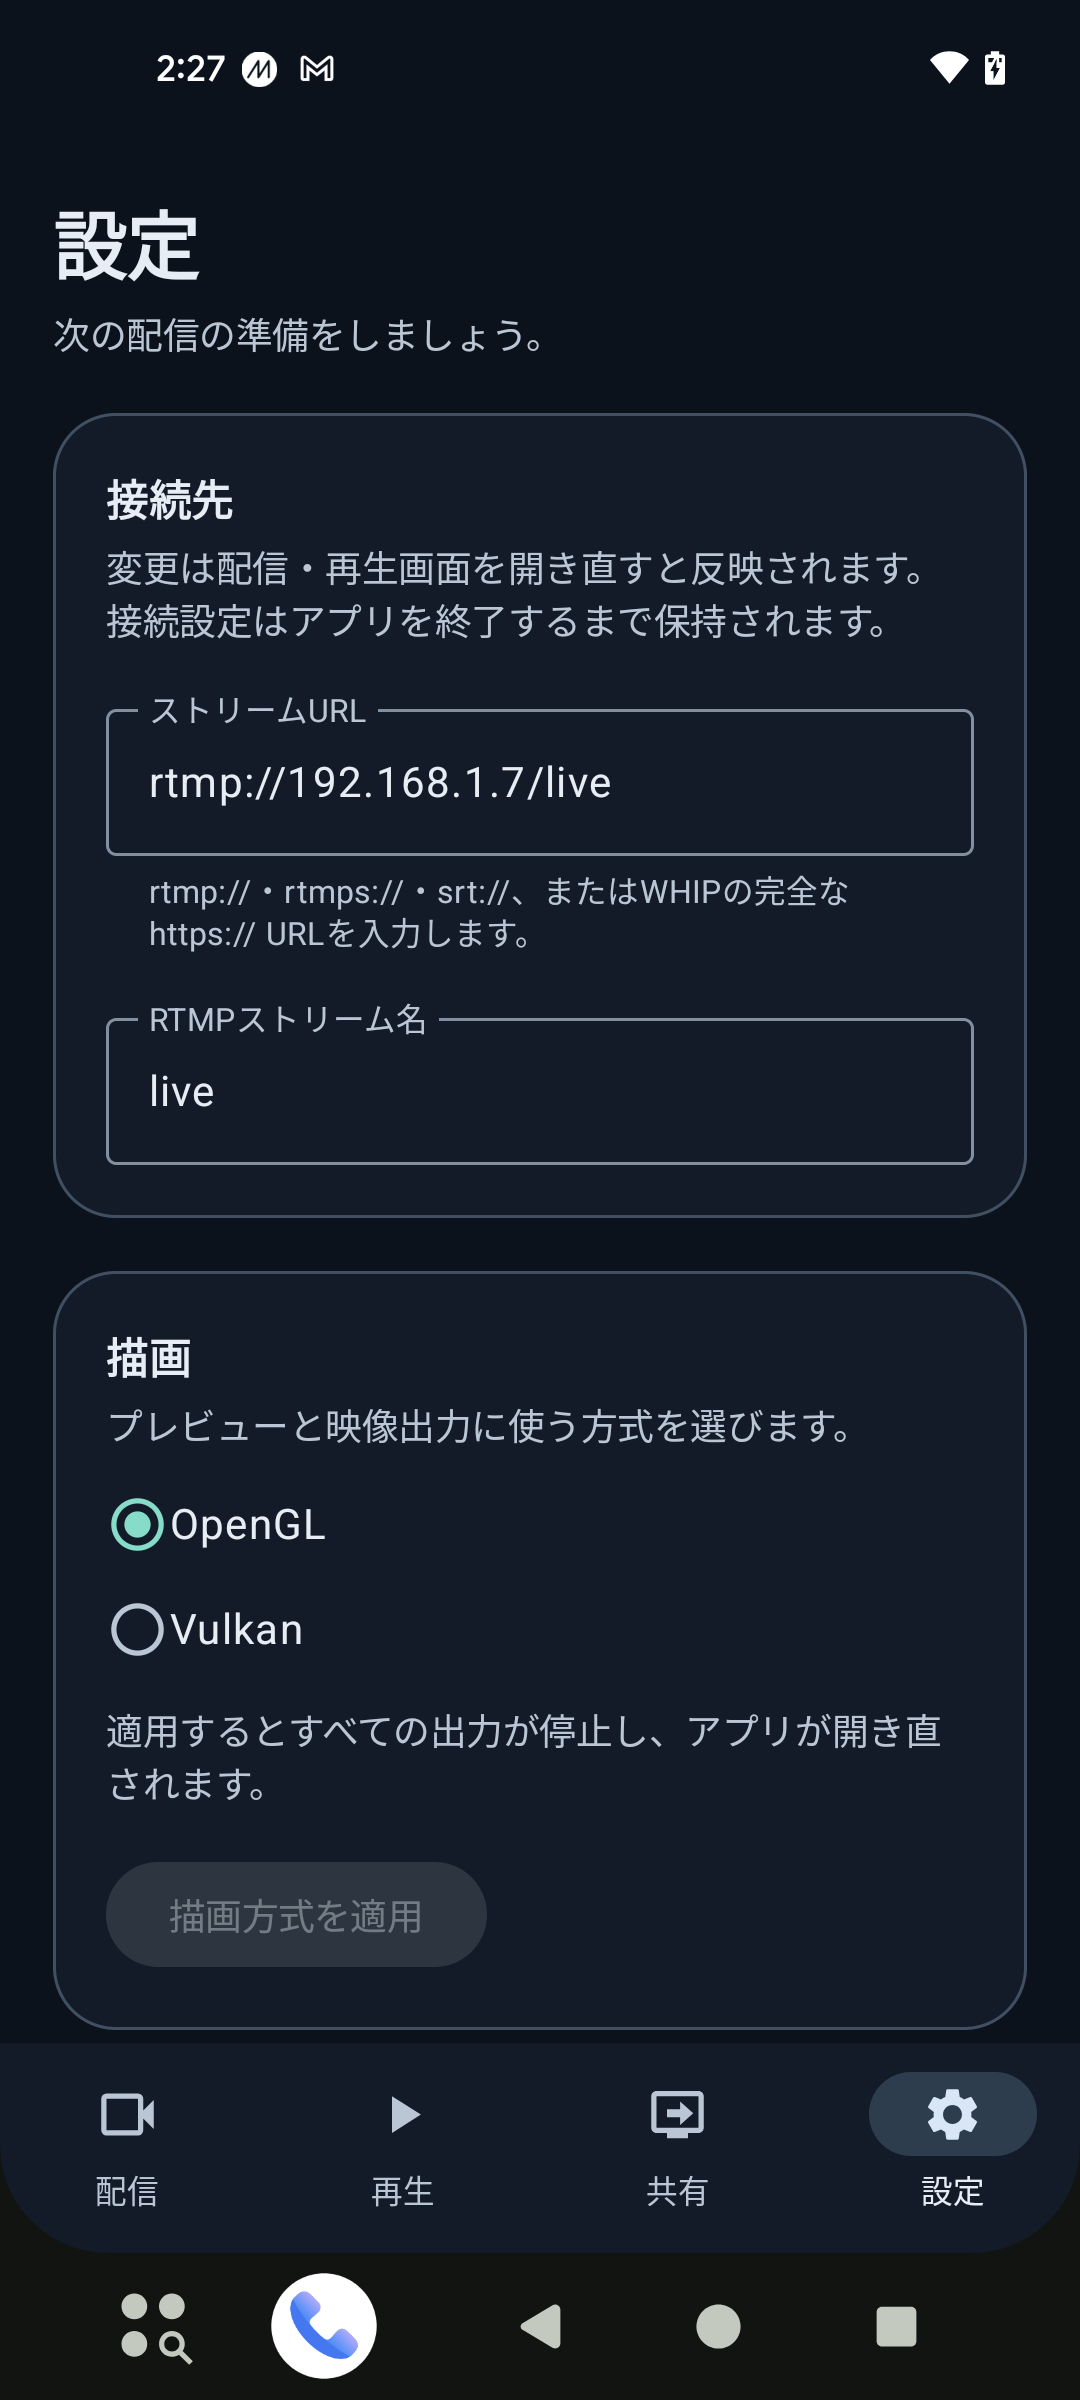 2:27
設定
次の配信の準備をしましょう。
接続先
変更は配信・再生画面を開き直すと反映されます。
接続設定はアプリを終了するまで保持されます。
ストリームURL
rtmp://192.168.1.7/live
rtmp://・rtmps://・srt://、またはWHIPの完全な
https:// URLを入力します。
RTMPストリーム名
live
描画
プレビューと映像出力に使う方式を選びます。
OpenGL
Vulkan
適用するとすべての出力が停止し、アプリが開き直
されます。
描画方式を適用
配信
再生
共有
設定